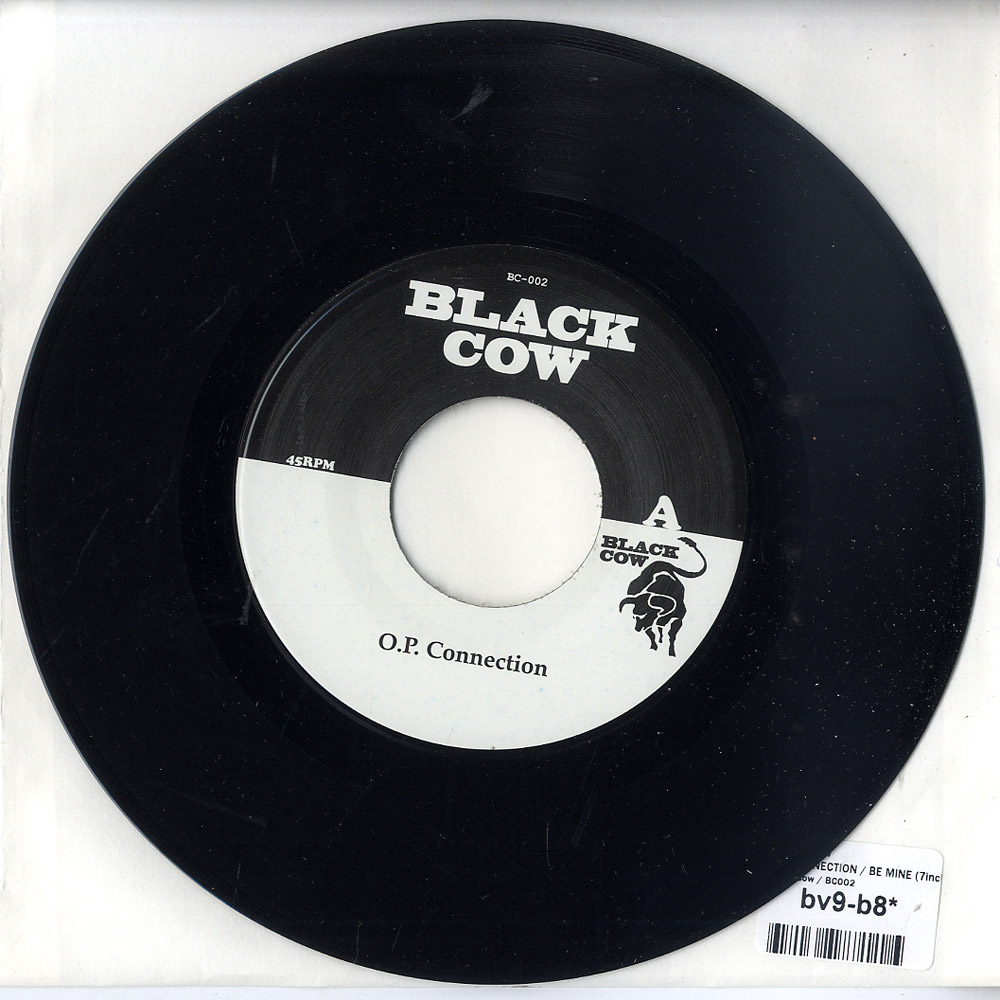 BC-002
BLACK
COW
45RPM
A
BLACK
COW
O.P. Connection
NECTION / BE MINE (7inc
ow / BC002
bv9-b8*